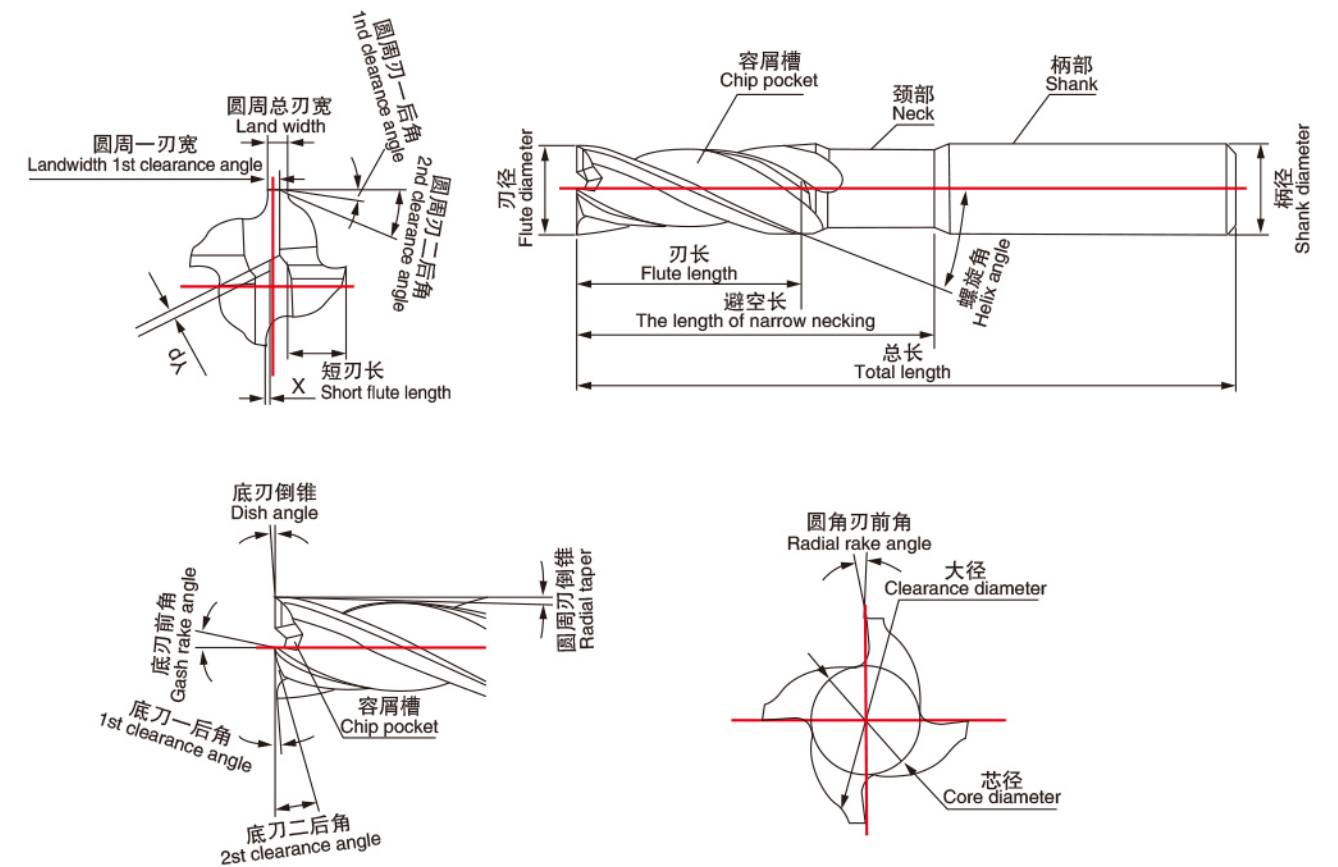 圆周刃一后角
1nd clearance angle
圆周总刃宽
Land width
圆周一刃宽
Landwidth 1st clearance angle
圆周刃二后角
2nd clearance angle
yp
X
短刃长
Short flute length
容屑槽
Chip pocket
颈部
Neck
柄部
Shank
刃径
Flute diameter
柄径
Shank diameter
刃长
Flute length
螺旋角
Helix angle
避空长
The length of narrow necking
总长
Total length
底刃倒锥
Dish angle
底刃前角
Gash rake angle
圆周刃倒锥
Radial taper
容屑槽
Chip pocket
底刀一后角
1st clearance angle
底刀二后角
2st clearance angle
圆角刃前角
Radial rake angle
大径
Clearance diameter
芯径
Core diameter